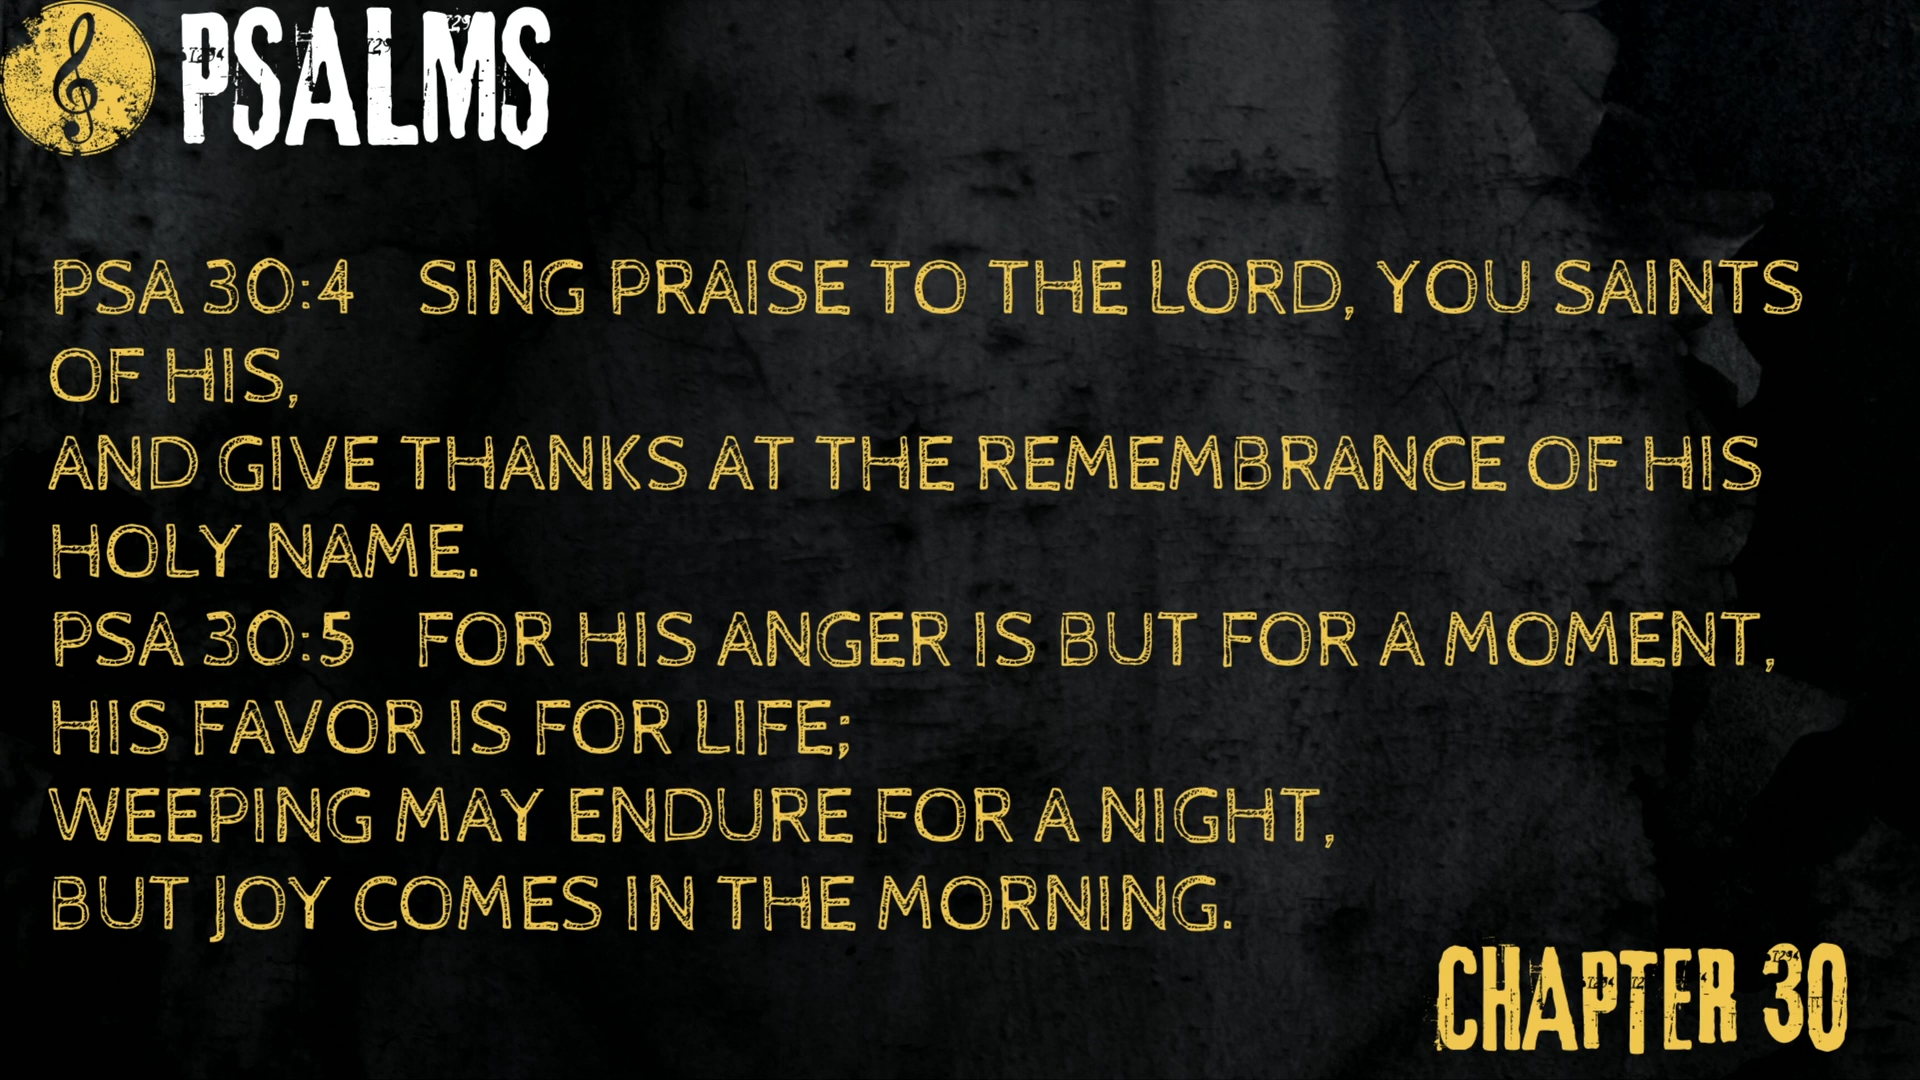 PSALMS
PSA 30:4 SING PRAISE TO THE LORD, YOU SAINTS
OF HIS,
AND GIVE THANKS AT THE REMEMBRANCE OF HIS
HOLY NAME.
PSA 30:5 FOR HIS ANGER IS BUT FOR A MOMENT,
HIS FAVOR IS FOR LIFE;
WEEPING MAY ENDURE FOR A NIGHT,
BUT JOY COMES IN THE MORNING.
CHAPTER 30